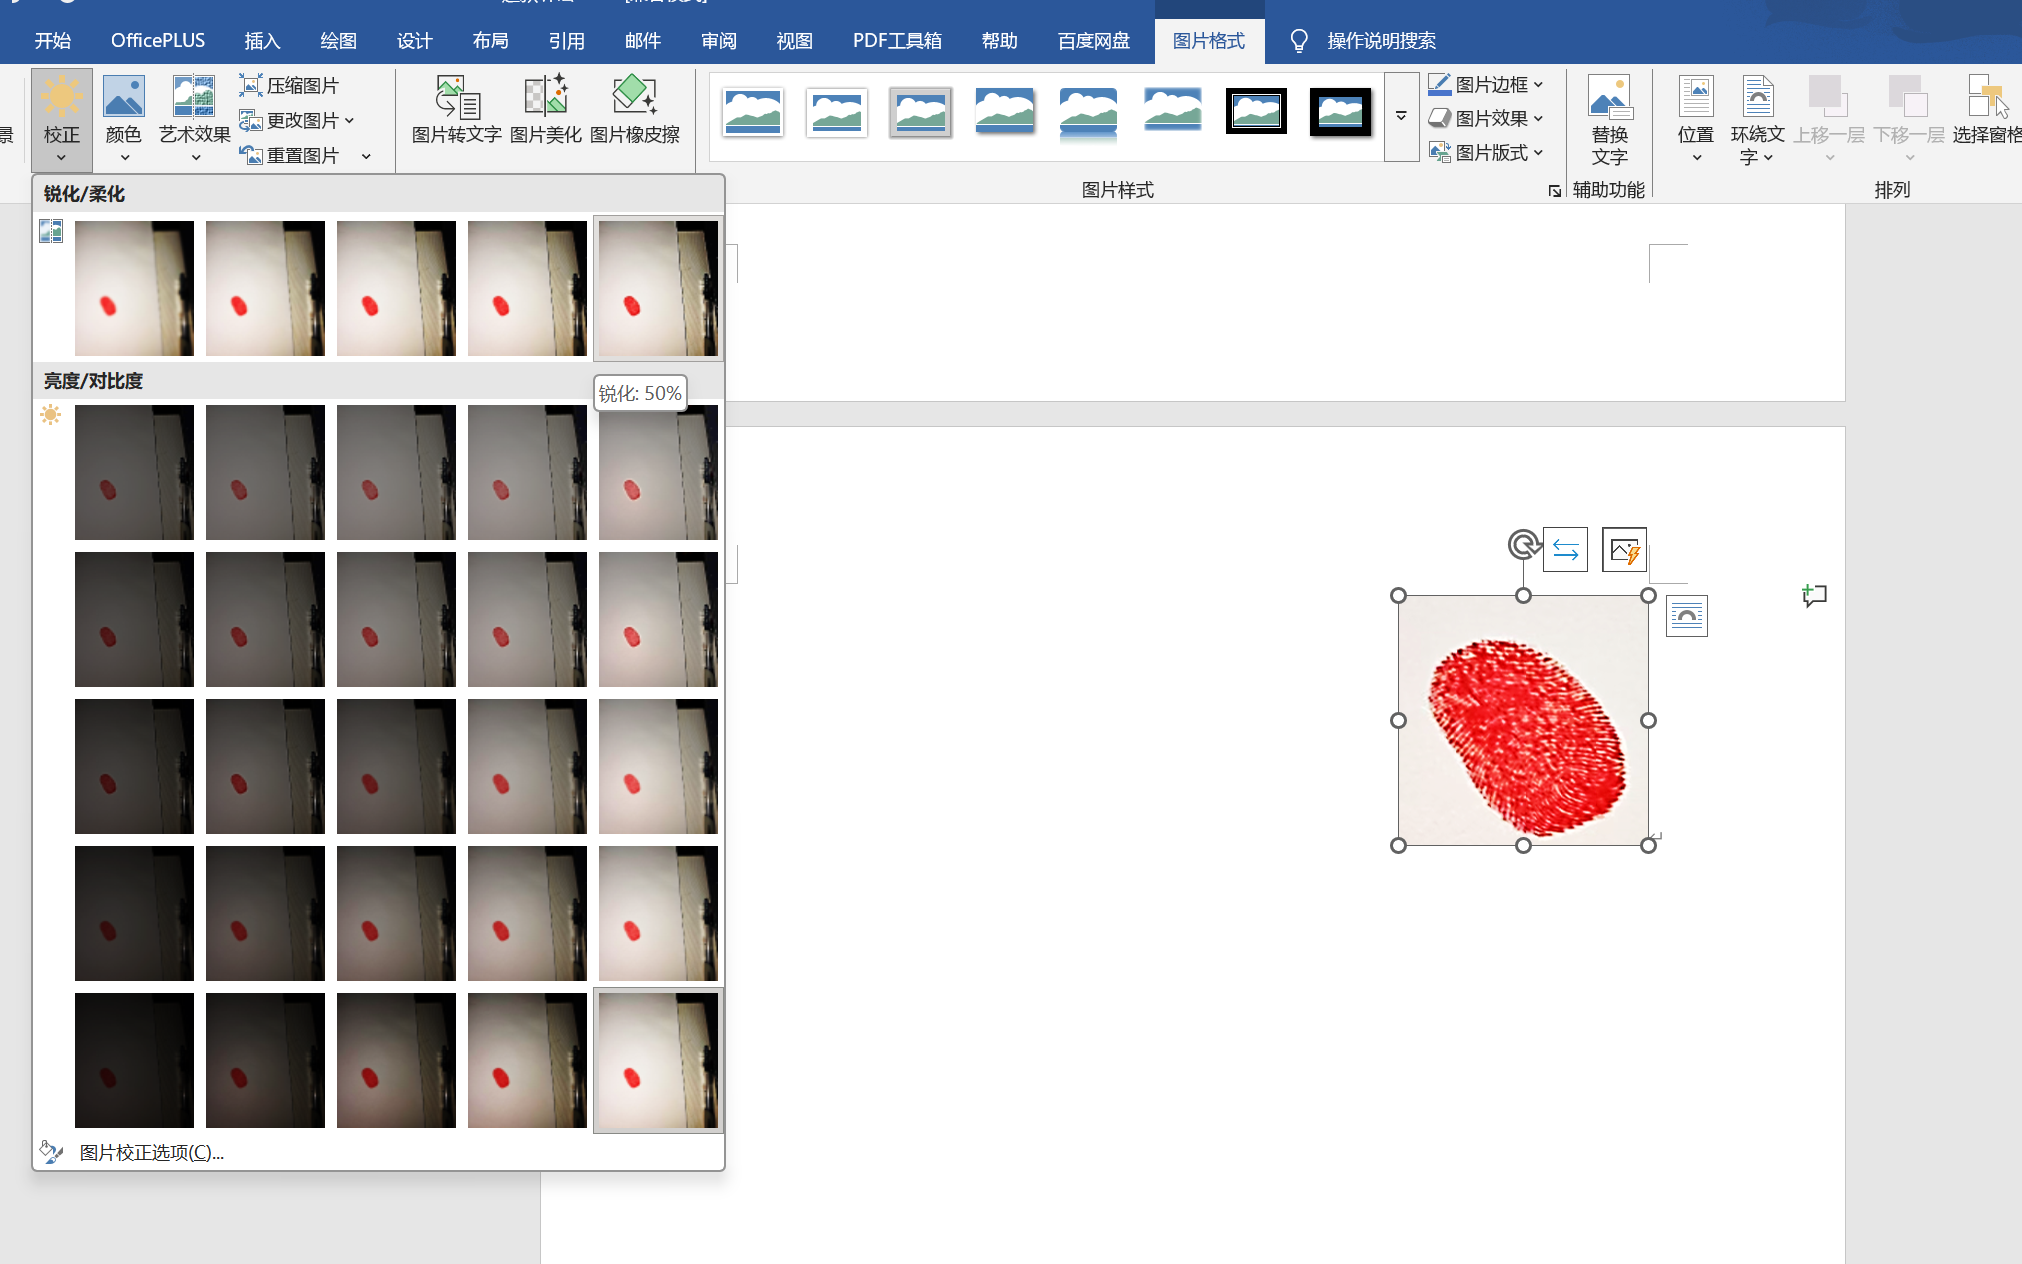 开始 OfficePLUS 插入 绘图 设计 布局 引用 邮件 审阅 视图 PDF工具箱 帮助 百度网盘 图片格式 操作说明搜索
景 校正 颜色 艺术效果 压缩图片 更改图片 重置图片
图片转文字 图片美化 图片橡皮擦
图片边框
图片效果
图片版式
图片样式
替换
文字
辅助功能
位置 环绕文
字
上移一层 下移一层 选择窗格
排列
锐化/柔化
亮度/对比度
锐化: 50%
图片校正选项(C)...